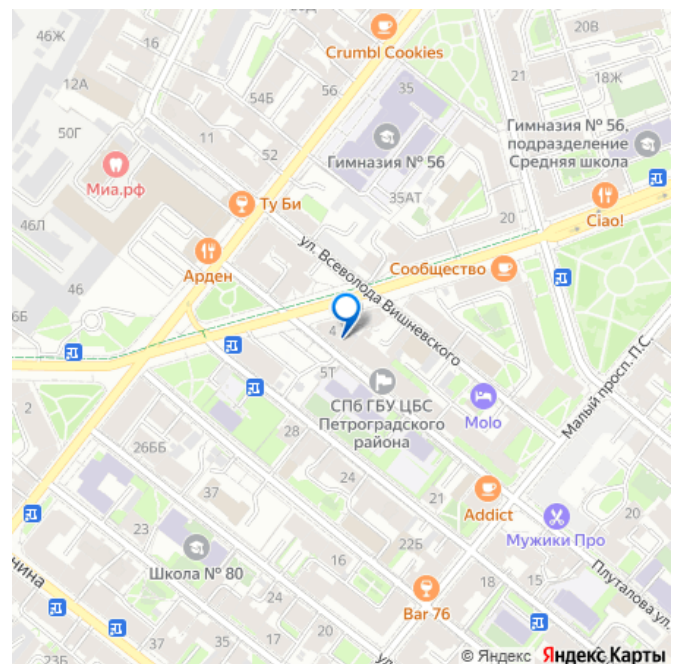 46Ж
16
Crumbl Cookies
20В
12А
54Б
56
35
21
18Ж
50Г
11
52
Гимназия № 56
Гимназия № 56,
подразделение
Средняя школа
Миа.рф
Ту Би
35АТ
20
Ciao!
46Л
Арден
ул. Всеволода Вишневского
Сообщество
46
6Б
4
5Т
СПб ГБУ ЦБС
Петроградского
района
Molo
Малый просп. П.С.
2
28
26ББ
24
37
21
Addict
20
23
Мужики Про
22Б
Школа № 80
16
18
15
Плуталова ул.
нина
24
Bar 76
20
37
35
17
23Б
ул
© Яндекс Яндекс Карты